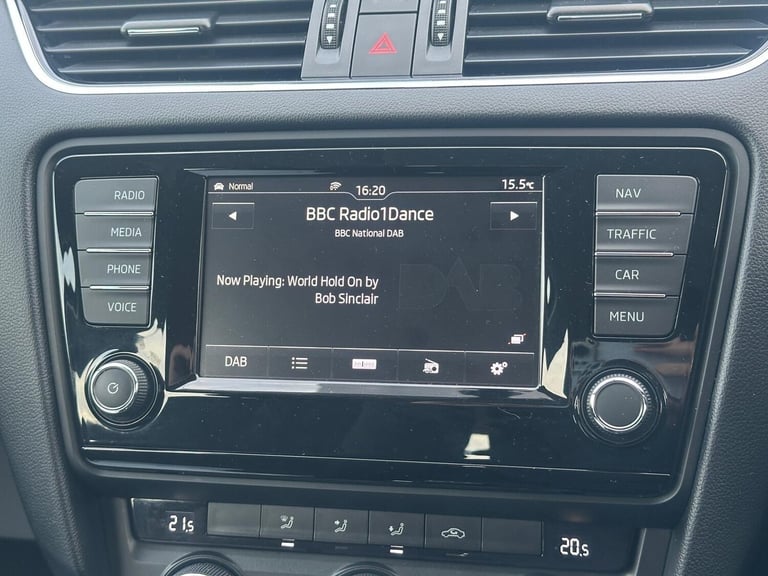 Normal
16:20
15.5°C
BBC Radio1Dance
BBC National DAB
Now Playing: World Hold On by
Bob Sinclair
DAB
DAB
RADIO
MEDIA
PHONE
VOICE
NAV
TRAFFIC
CAR
MENU
21.5
20.5